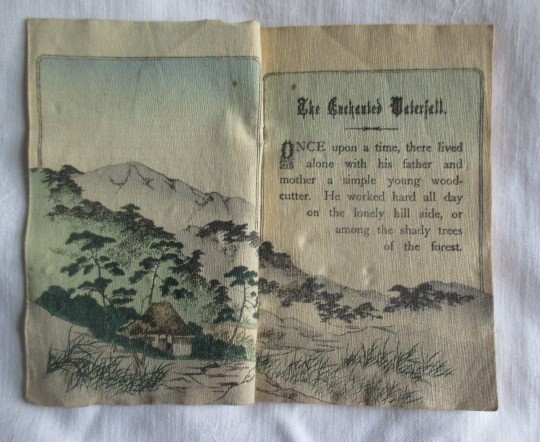 The Enchanted Waterfall.
ONCE upon a time, there lived
alone with his father and
mother a simple young wood-
cutter. He worked hard all day
on the lonely hill side, or
among the shady trees
of the forest.